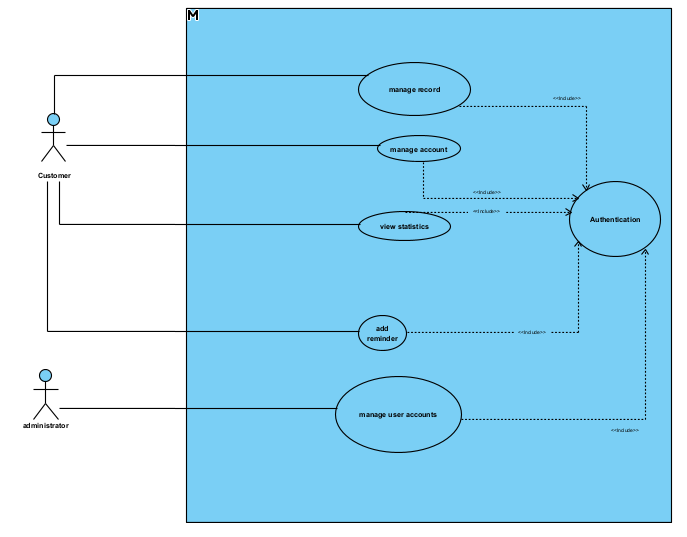 M
manage record
<<Include>>
manage account
Customer
<<Include>>
<<Include>>
Authentication
view statistics
add
reminder
<<Include>>
manage user accounts
administrator
<<Include>>